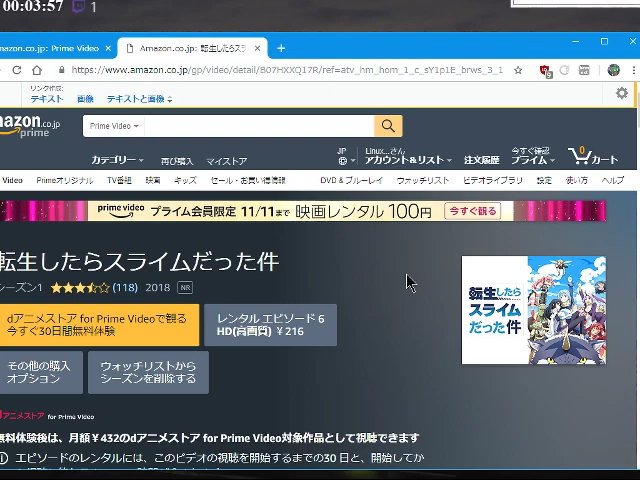 00:03:57 1
Amazon.co.jp: Prime Video × Amazon.co.jp: 転生したらスラ ×
https://www.amazon.co.jp/gp/video/detail/B07HXXQ17R/ref=atv_hm_hom_1_c_sY1p1E_brws_3_1
リンク作成:
テキスト 画像 テキストと画像
mazon.co.jp
prime
Prime Video
JP
Linux...さん
アカウント&リスト
注文履歴
今すぐ確認
プライム
0
カート
カテゴリー 再び購入 マイストア
Video Primeオリジナル TV番組 映画 キッズ セール・お買い得情報 DVD & ブルーレイ ウォッチリスト ビデオライブラリ 設定 使い方 ヘルプ
prime video プライム会員限定 11/11まで 映画レンタル 100円 今すぐ観る
転生したらスライムだった件
シーズン1 (118) 2018 NR
dアニメストア for Prime Videoで観る
今すぐ30日間無料体験
レンタル エピソード 6
HD(高画質) ¥216
その他の購入
オプション
ウォッチリストから
シーズンを削除する
転生したら
スライム
だった件
アニメストア for Prime Video
無料体験後は、月額¥432のdアニメストア for Prime Video対象作品として視聴できます
エピソードのレンタルには、このビデオの視聴を開始するまでの30 日と、開始してか